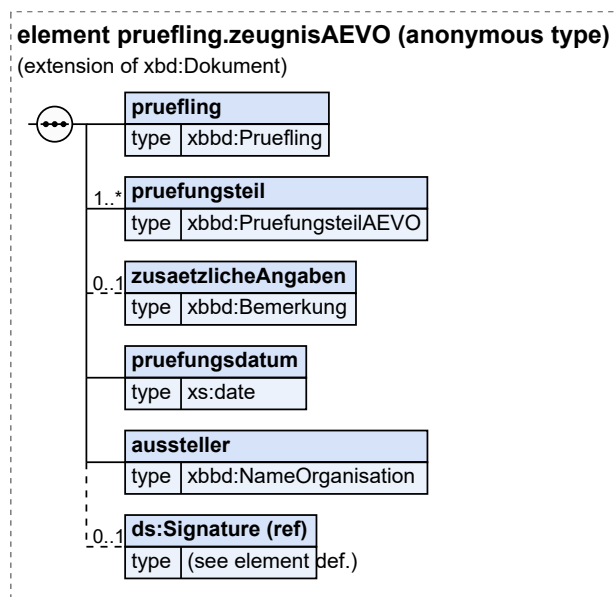 element pruefling.zeugnisAEVO (anonymous type)
(extension of xbd:Dokument)
pruefling
type xbbd:Pruefling
1..* pruefungsteil
type xbbd:PruefungsteilAEVO
0..1 zusaetzlicheAngaben
type xbbd:Bemerkung
pruefungsdatum
type xs:date
aussteller
type xbbd:NameOrganisation
0..1 ds:Signature (ref)
type (see element def.)